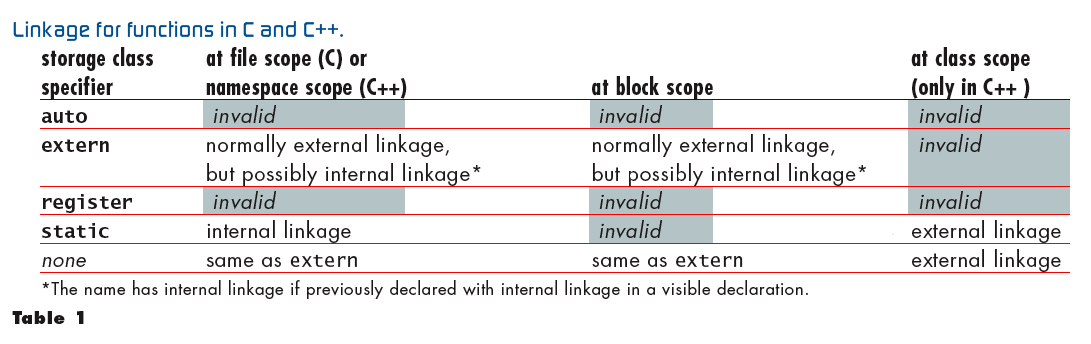 Linkage for functions in C and C++.
storage class at file scope (C) or at class scope
specifier namespace scope (C++) at block scope (only in C++ )
auto invalid invalid invalid
extern normally external linkage, normally external linkage, invalid
but possibly internal linkage* but possibly internal linkage*
register invalid invalid invalid
static internal linkage invalid external linkage
none same as extern same as extern external linkage
*The name has internal linkage if previously declared with internal linkage in a visible declaration.
Table 1